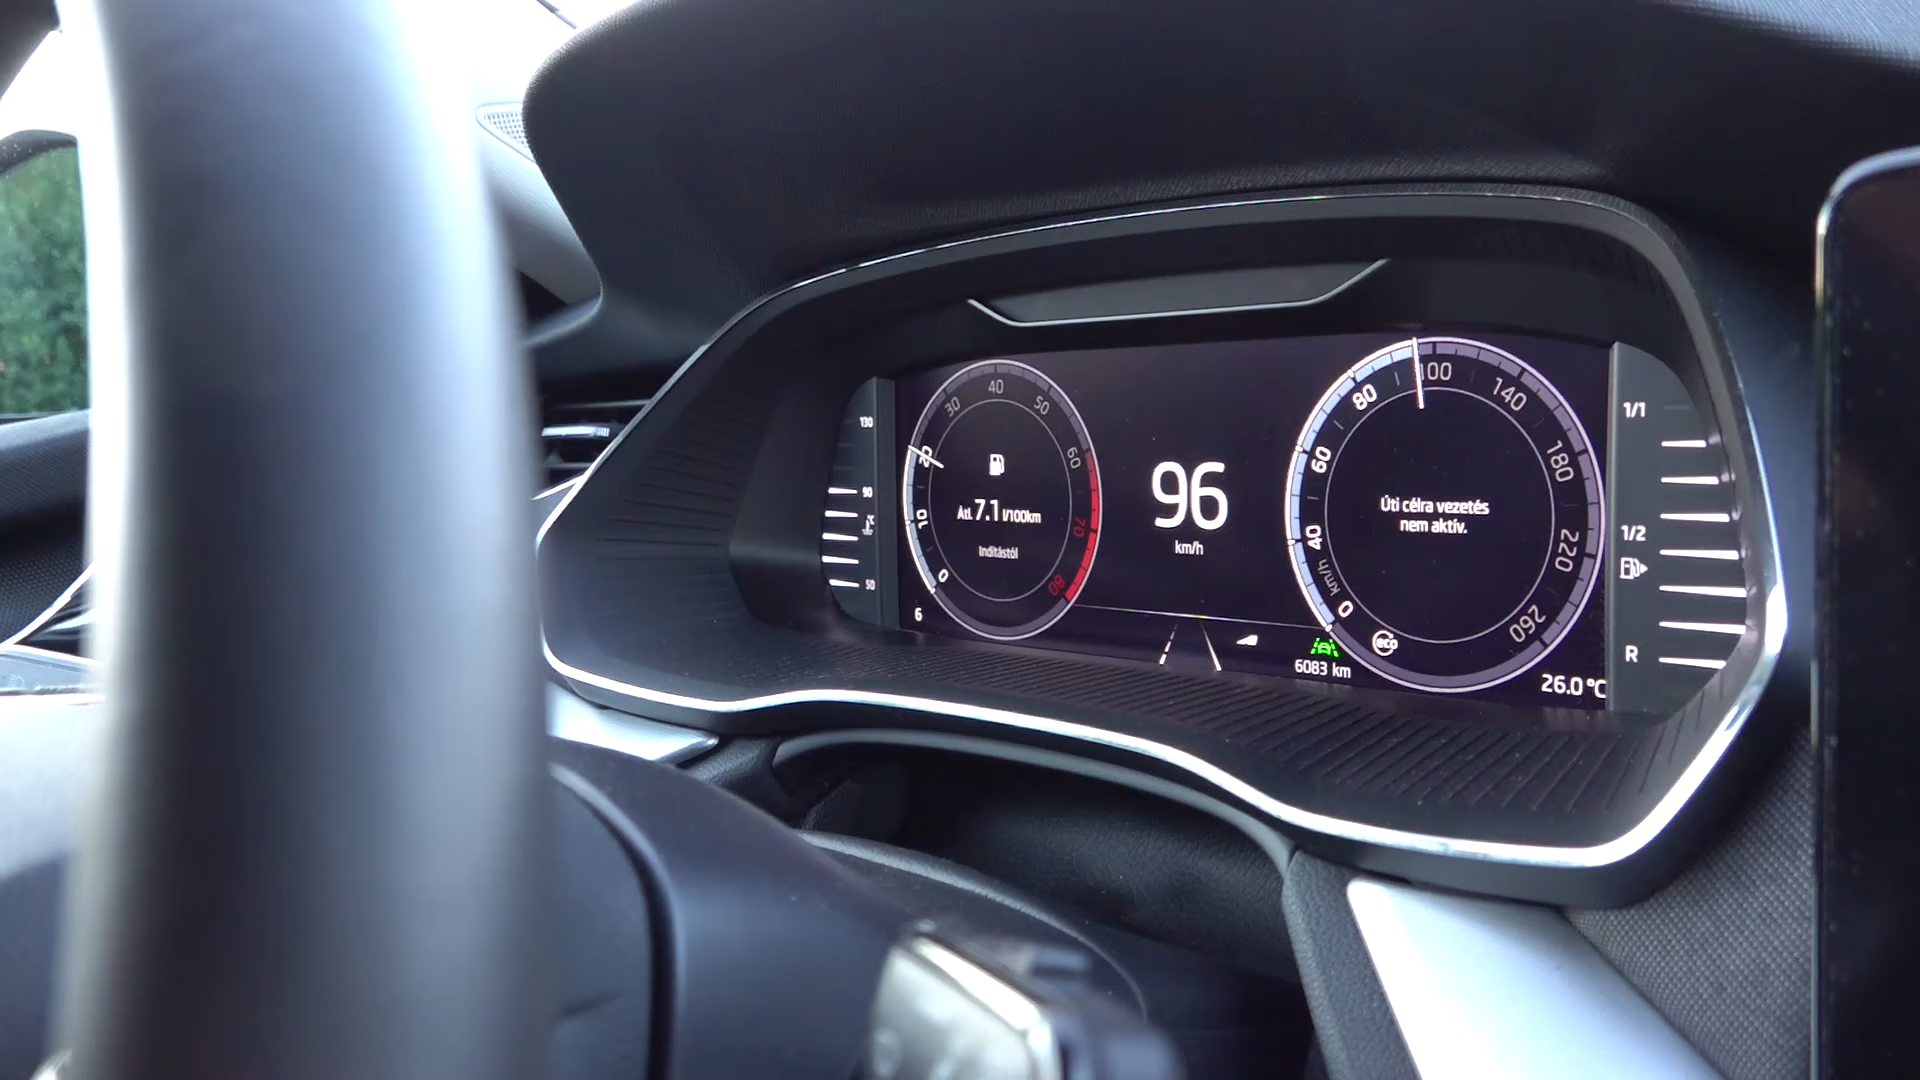 130
90
°C
50
0
10
20
30
40
50
60
70
80
Átl. 7.1 l/100km
Indítástól
6
96
km/h
0
40
60
80
100
140
180
220
260
km/h
Úti célra vezetés
nem aktív.
eco
6083 km
26.0 °C
1/1
1/2
R